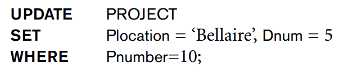 UPDATE PROJECT
SET Plocation = ‘Bellaire’, Dnum = 5
WHERE Pnumber=10;